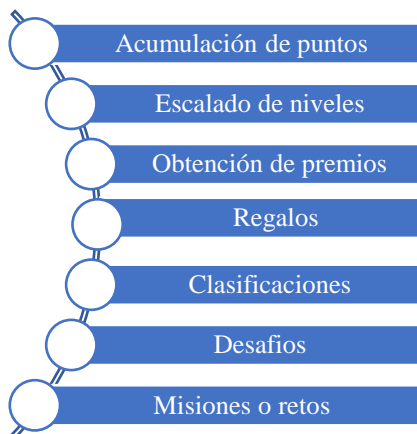 Acumulación de puntos
Escalado de niveles
Obtención de premios
Regalos
Clasificaciones
Desafios
Misiones o retos